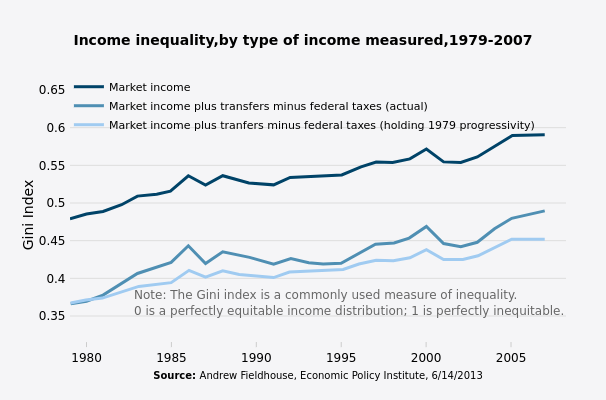 Income inequality,by type of income measured,1979-2007
0.65
Market income
Market income plus transfers minus federal taxes (actual)
0.6
Market income plus tranfers minus federal taxes (holding 1979 progressivity)
0.55
0.5
0.45
0.4
0.35
Gini Index
Note: The Gini index is a commonly used measure of inequality.
0 is a perfectly equitable income distribution; 1 is perfectly inequitable.
1980 1985 1990 1995 2000 2005
Source: Andrew Fieldhouse, Economic Policy Institute, 6/14/2013